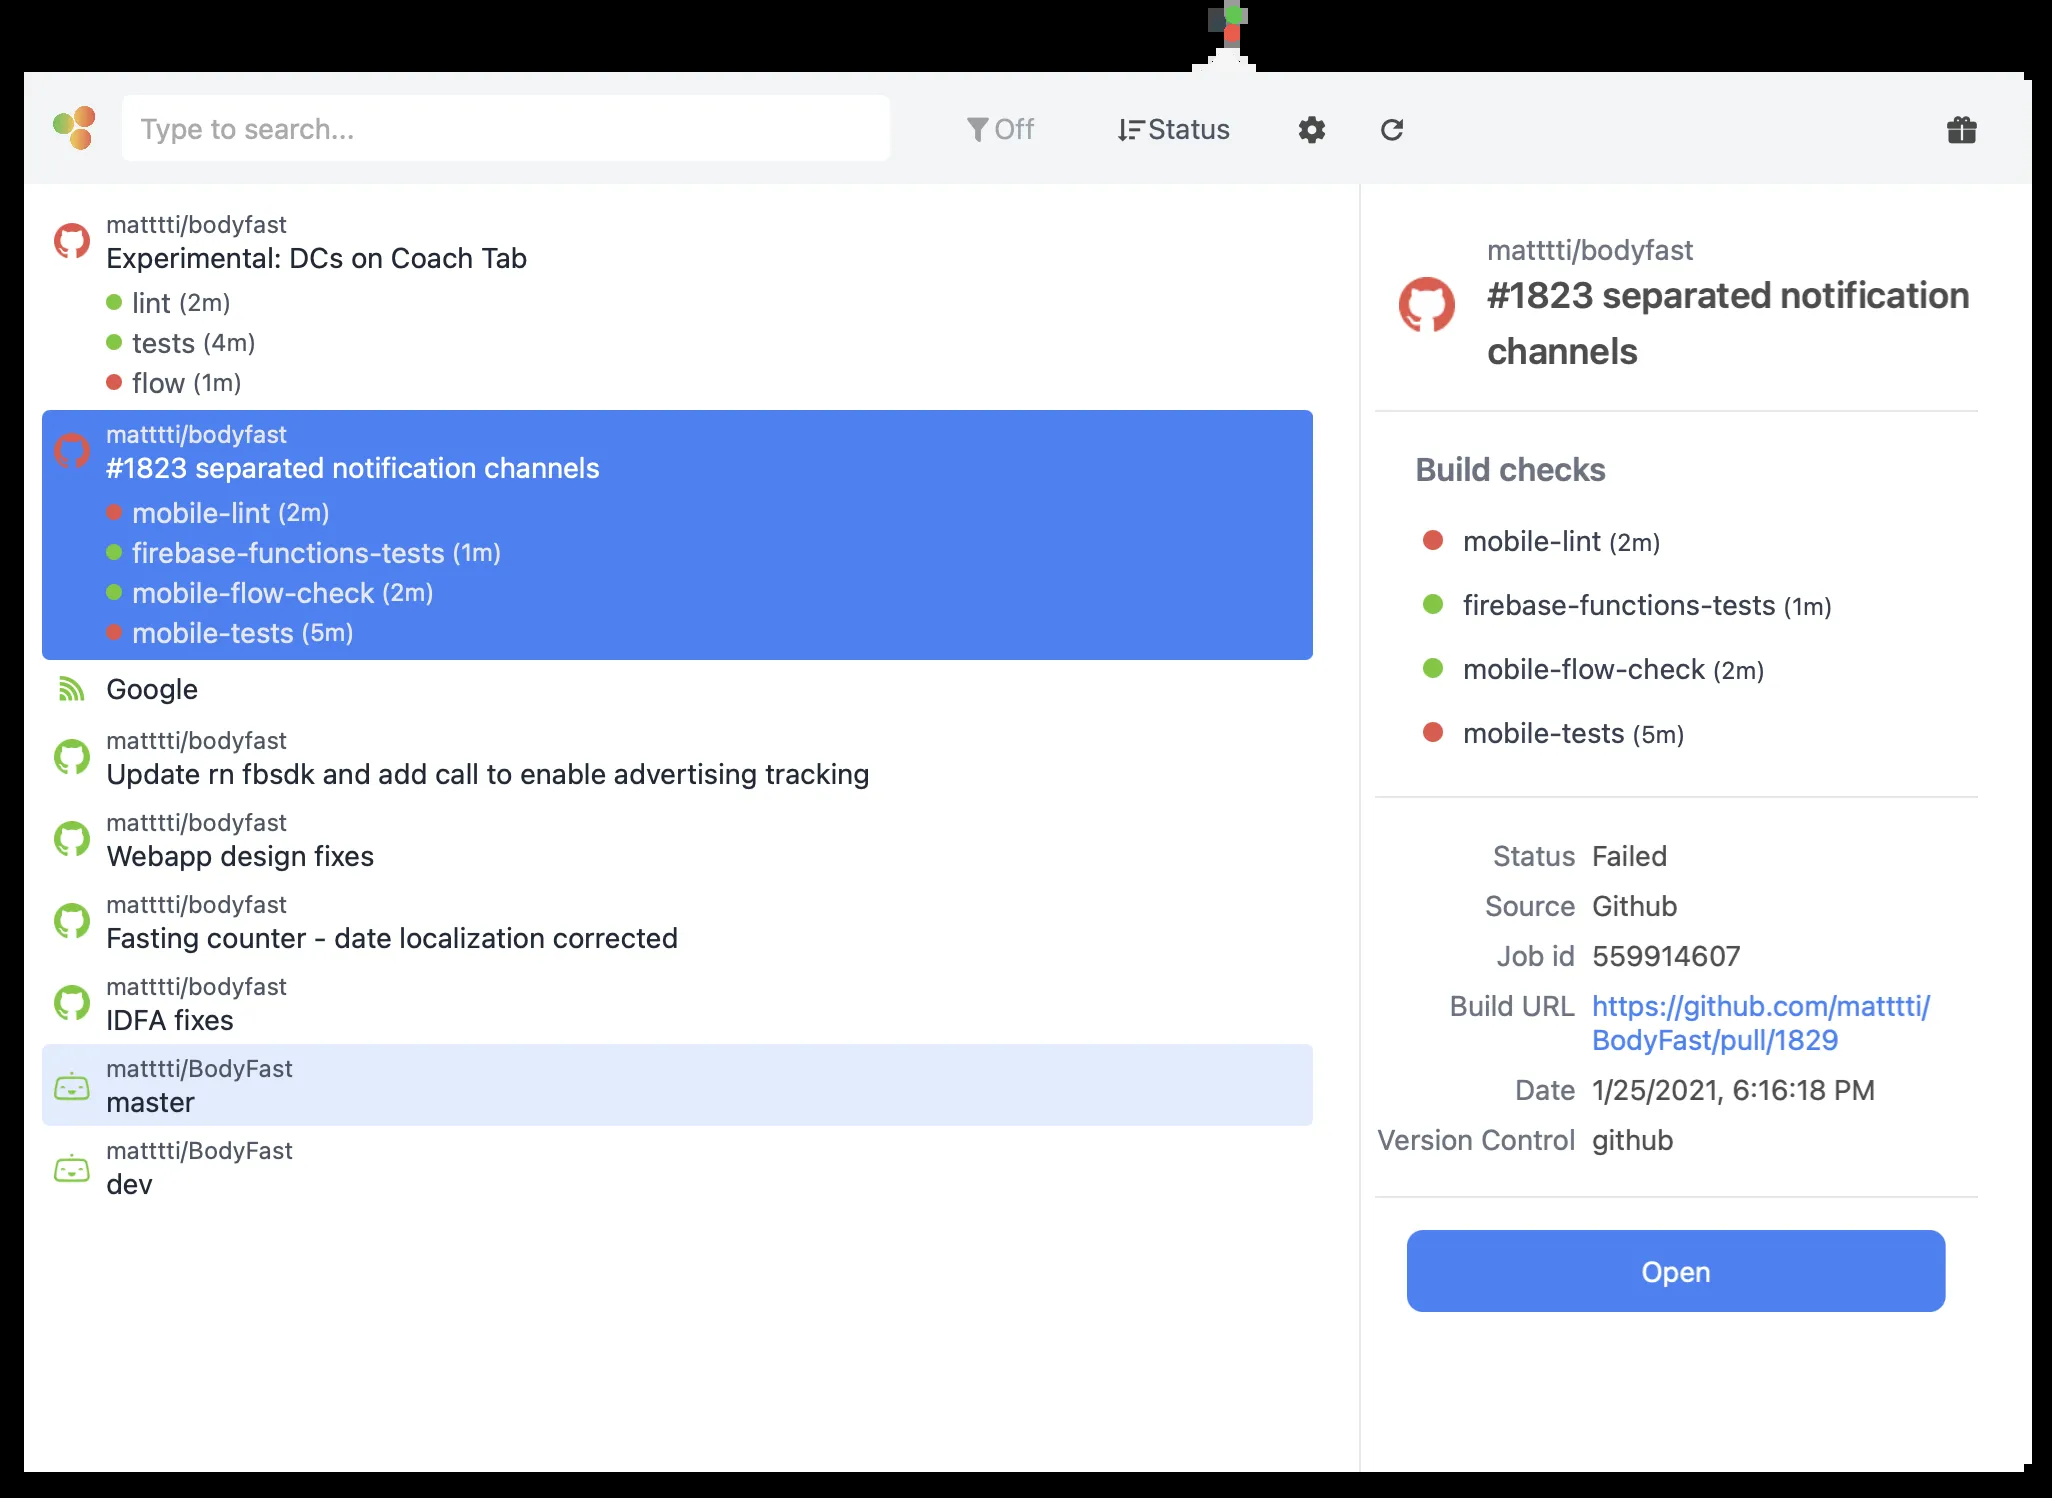 Type to search...
Off
Status
matttti/bodyfast
Experimental: DCs on Coach Tab
lint (2m)
tests (4m)
flow (1m)
matttti/bodyfast
#1823 separated notification channels
mobile-lint (2m)
firebase-functions-tests (1m)
mobile-flow-check (2m)
mobile-tests (5m)
Google
matttti/bodyfast
Update rn fbsdk and add call to enable advertising tracking
matttti/bodyfast
Webapp design fixes
matttti/bodyfast
Fasting counter - date localization corrected
matttti/bodyfast
IDFA fixes
matttti/BodyFast
master
matttti/BodyFast
dev
matttti/bodyfast
#1823 separated notification
channels
Build checks
mobile-lint (2m)
firebase-functions-tests (1m)
mobile-flow-check (2m)
mobile-tests (5m)
Status Failed
Source Github
Job id 559914607
Build URL https://github.com/matttti/
BodyFast/pull/1829
Date 1/25/2021, 6:16:18 PM
Version Control github
Open